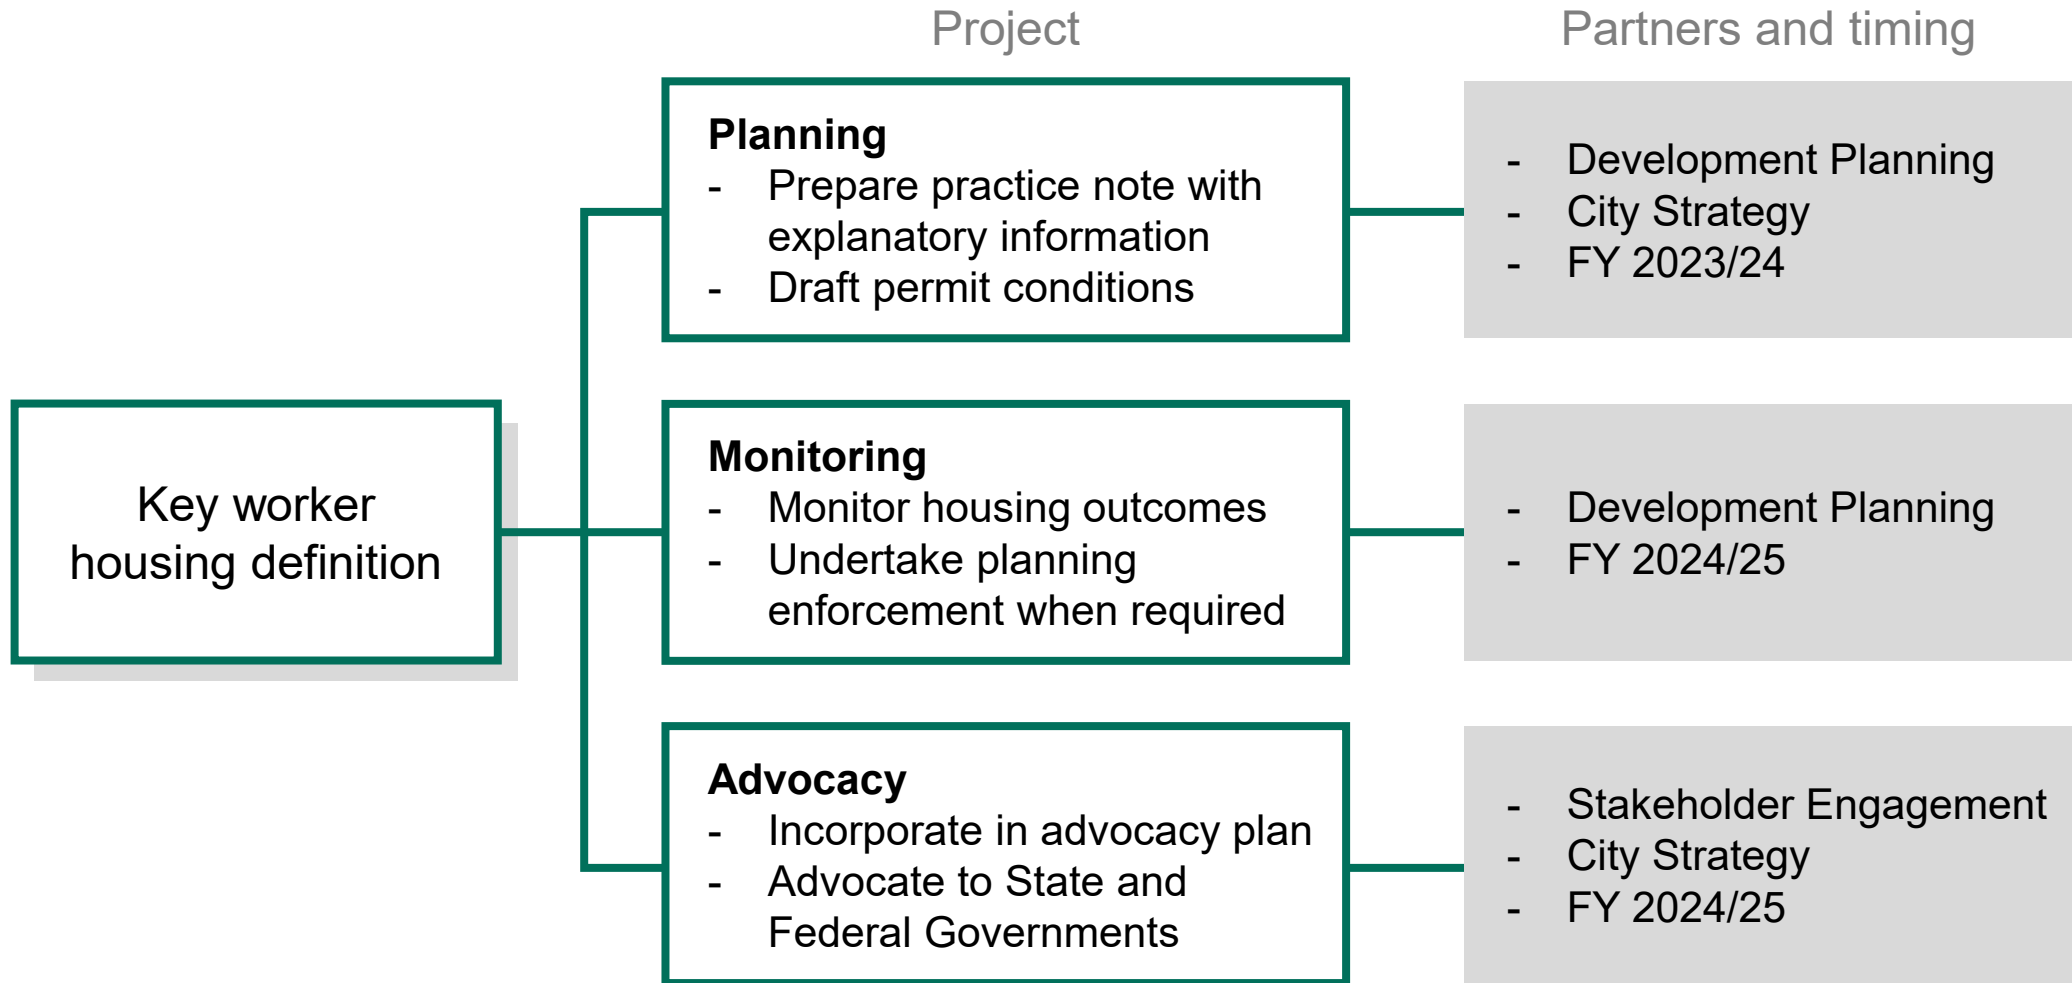 Project
Partners and timing
Key worker
housing definition
Planning
- Prepare practice note with
explanatory information
- Draft permit conditions
- Development Planning
- City Strategy
- FY 2023/24
Monitoring
- Monitor housing outcomes
- Undertake planning
enforcement when required
- Development Planning
- FY 2024/25
Advocacy
- Incorporate in advocacy plan
- Advocate to State and
Federal Governments
- Stakeholder Engagement
- City Strategy
- FY 2024/25